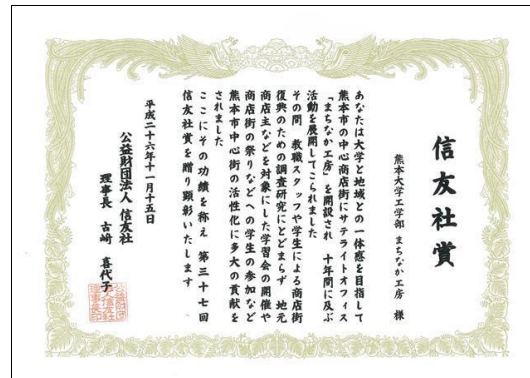 信友社賞
熊本大学工学部 まちなか工房 様
あなたは大学と地域との一体感を目指して
熊本市の中心商店街にサテライトオフィス
「まちなか工房」を開設され 十年間に及ぶ
活動を展開してこられました
その間 教職スタッフや学生による商店街
復興のための調査研究にとどまらず 地元
商店主などを対象にした学習会の開催や
商店街の祭りなどへの学生の参加など
熊本市中心街の活性化に多大の貢献を
されました
ここにその功績を称え 第三十七回
信友社賞を贈り顕彰いたします
平成二十六年十一月十五日
公益財団法人 信友社
理事長 古崎 喜代子